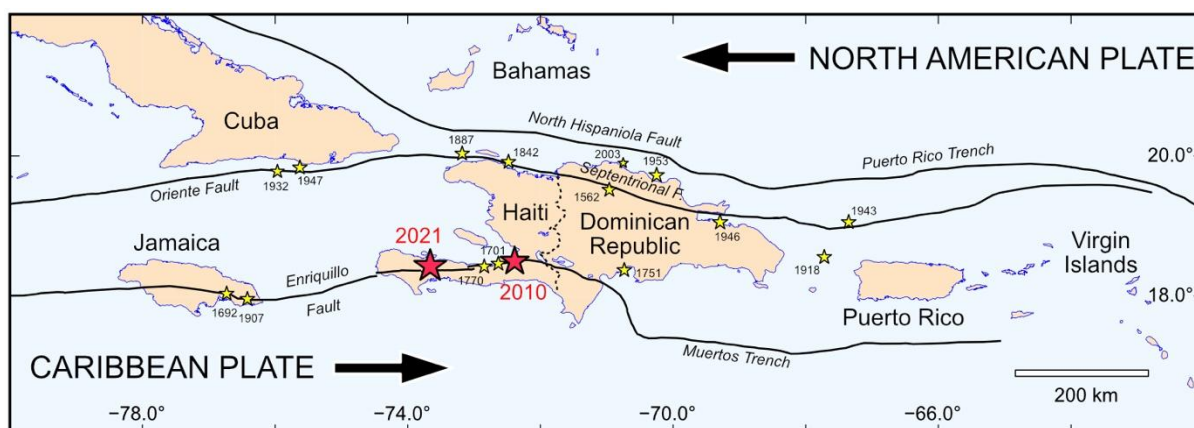 NORTH AMERICAN PLATE
Bahamas
Cuba
North Hispaniola Fault
1887
1842
2003
1953
Puerto Rico Trench
20.0°
1932
1947
Oriente Fault
Septentrional F
1562
Haiti
Dominican
Republic
1946
1943
Jamaica
2021
1701
1770
2010
1751
1918
Virgin
Islands
Enriquillo
Fault
1692
1907
18.0°
Puerto Rico
Muertos Trench
CARIBBEAN PLATE
200 km
−78.0°
−74.0°
−70.0°
−66.0°